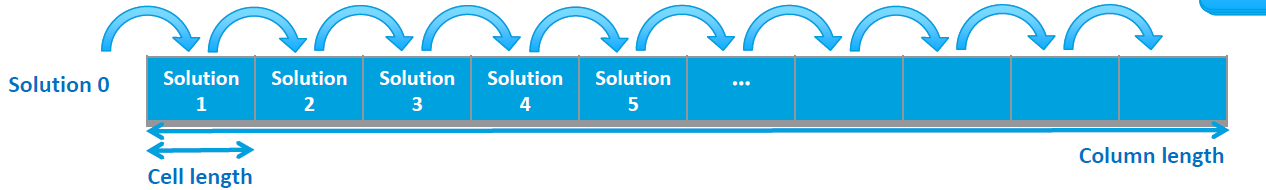 Solution 0
Solution
1
Solution
2
Solution
3
Solution
4
Solution
5
...
Cell length
Column length